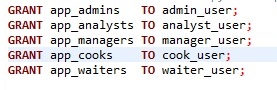 GRANT app_admins TO admin_user;
GRANT app_analysts TO analyst_user;
GRANT app_managers TO manager_user;
GRANT app_cooks TO cook_user;
GRANT app_waiters TO waiter_user;